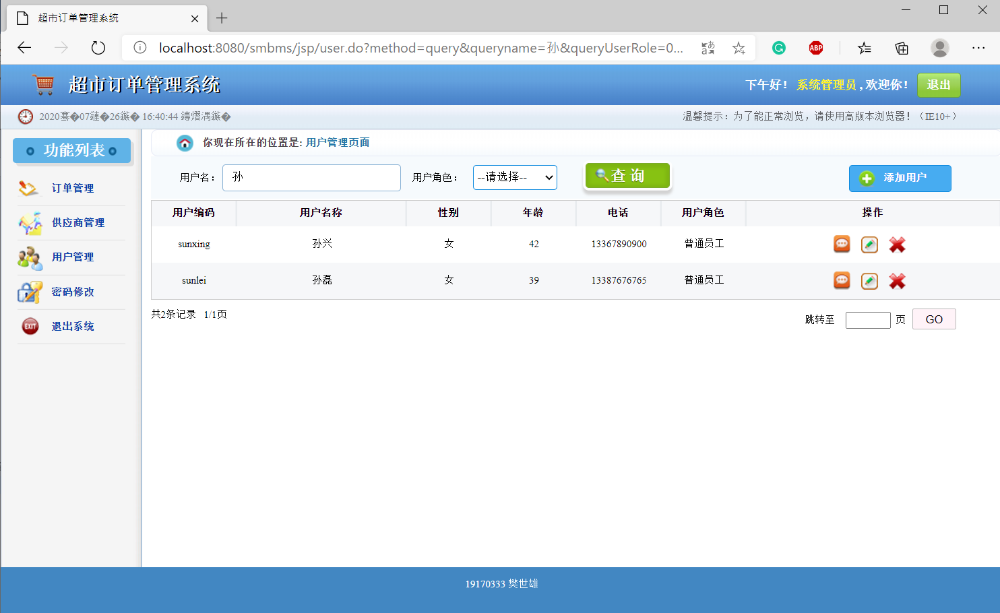 超市订单管理系统
localhost:8080/smbms/jsp/user.do?method=query&queryname=孙&queryUserRole=0...
ABP
超市订单管理系统
下午好! 系统管理员 , 欢迎你!
退出
2020骞�07鏈�26鏃� 16:40:44 鏄熸湡鏃�
温馨提示:为了能正常浏览,请使用高版本浏览器!(IE10+)
功能列表
订单管理
供应商管理
用户管理
密码修改
EXIT 退出系统
你现在所在的位置是: 用户管理页面
用户名: 孙 用户角色: --请选择-- 查 询 添加用户
用户编码 用户名称 性别 年龄 电话 用户角色 操作
sunxing 孙兴 女 42 13367890900 普通员工
sunlei 孙磊 女 39 13387676765 普通员工
共2条记录 1/1页
跳转至 页 GO
19170333 樊世雄